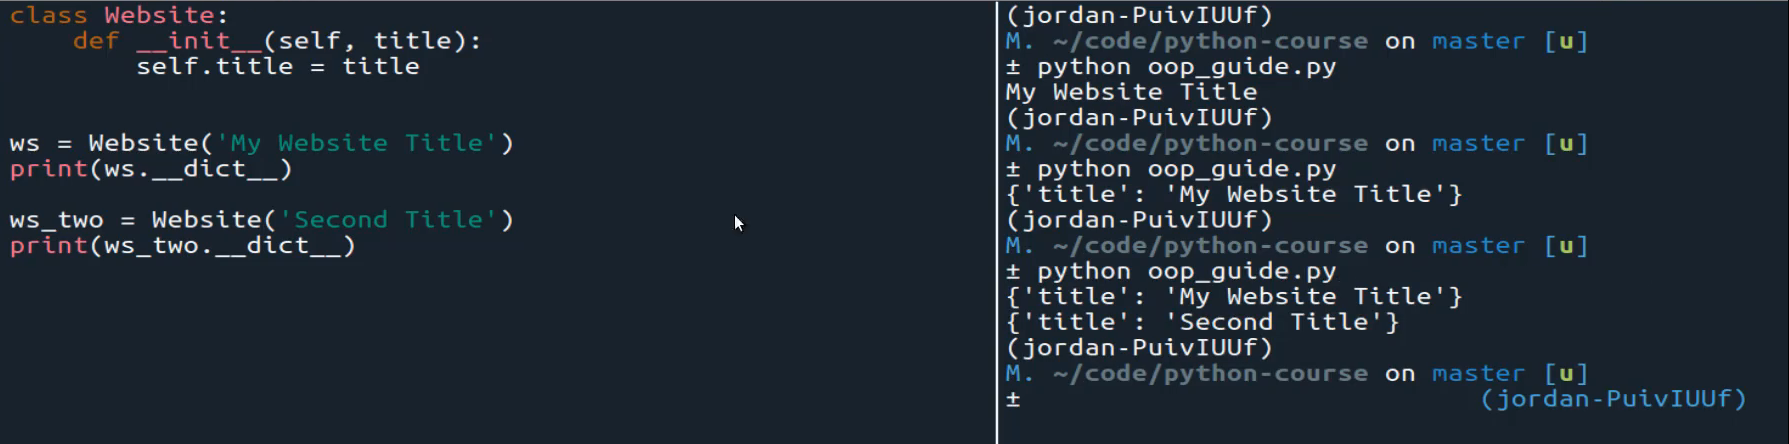 class Website:
    def __init__(self, title):
        self.title = title
ws = Website('My Website Title')
print(ws.__dict__)
ws_two = Website('Second Title')
print(ws_two.__dict__)
(jordan-PuivIUUf)
M. ~/code/python-course on master [u]
± python oop_guide.py
My Website Title
(jordan-PuivIUUf)
M. ~/code/python-course on master [u]
± python oop_guide.py
{'title': 'My Website Title'}
(jordan-PuivIUUf)
M. ~/code/python-course on master [u]
± python oop_guide.py
{'title': 'My Website Title'}
{'title': 'Second Title'}
(jordan-PuivIUUf)
M. ~/code/python-course on master [u]
± (jordan-PuivIUUf)